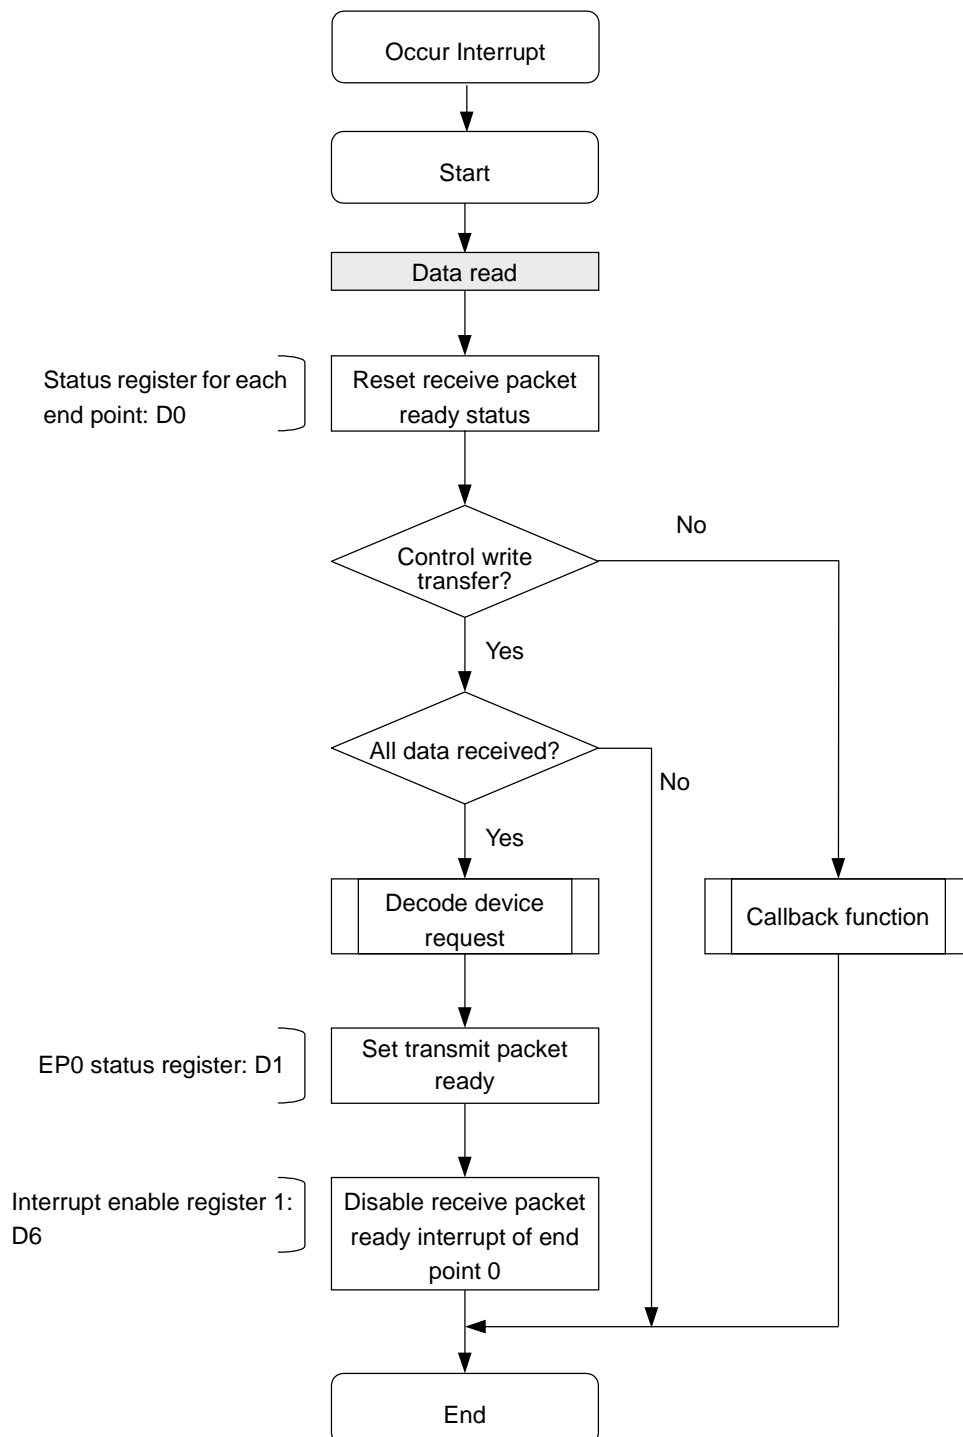 Occur Interrupt
Start
Data read
Status register for each
end point: D0
Reset receive packet
ready status
No
Control write
transfer?
Yes
All data received?
No
Yes
Decode device
request
Callback function
EP0 status register: D1
Set transmit packet
ready
Interrupt enable register 1:
D6
Disable receive packet
ready interrupt of end
point 0
End